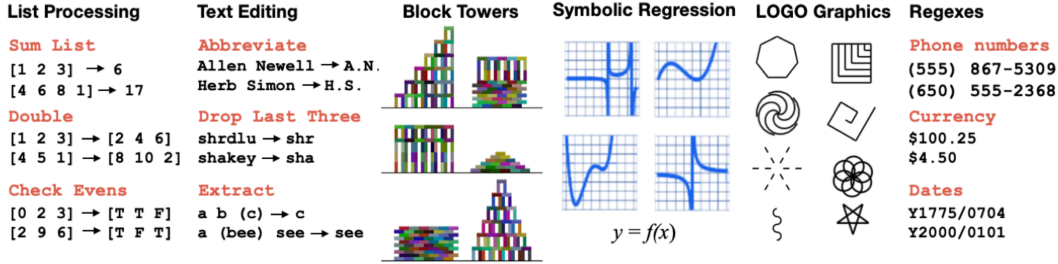 List Processing
Sum List
[1 2 3] → 6
[4 6 8 1] → 17
Double
[1 2 3] → [2 4 6]
[4 5 1] → [8 10 2]
Check Evens
[0 2 3] → [T T F]
[2 9 6] → [T F T]
Text Editing
Abbreviate
Allen Newell → A.N.
Herb Simon → H.S.
Drop Last Three
shrdlu → shr
shakey → sha
Extract
a b (c) → c
a (bee) see → see
Block Towers
Symbolic Regression
y = f(x)
LOGO Graphics
Regexes
Phone numbers
(555) 867-5309
(650) 555-2368
Currency
$100.25
$4.50
Dates
Y1775/0704
Y2000/0101